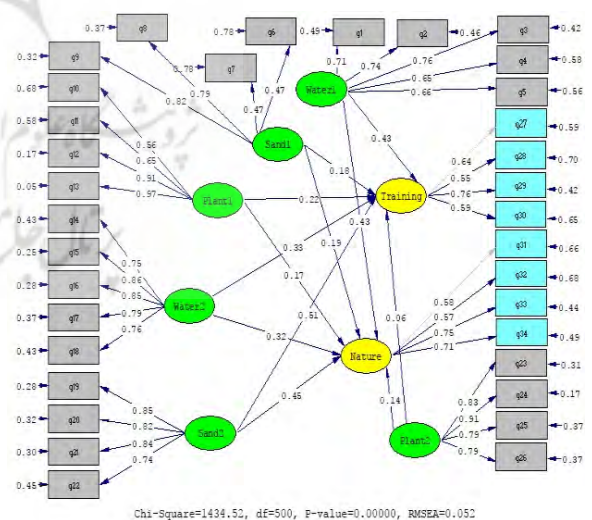 0.37 q8
0.78 q6
0.49 q1
q2 0.46
q3 0.42
0.32 q9
0.78 q7
q4 0.58
0.68 q10
q5 0.56
0.58 q11
q27 0.59
0.17 q12
q28 0.70
0.05 q13
q29 0.42
0.43 q14
q30 0.65
q15
q31 0.66
0.28 q16
q32 0.68
0.37 q17
q33 0.44
0.43 q18
q34 0.49
0.28 q19
q23 0.31
0.32 q20
q24 0.17
0.30 q21
q25 0.37
0.45 q22
q26 0.37
Water1
0.71 0.74 0.76 0.65 0.66
0.43 0.43
Sand1
0.82 0.79 0.47 0.47
0.18 0.19
Plant1
0.56 0.65 0.91 0.97
0.22 0.17
Water2
0.75 0.86 0.85 0.79 0.76
0.33 0.32
Sand2
0.85 0.82 0.84 0.74
0.51 0.45
Plant2
0.83 0.91 0.79 0.79
0.06 0.14
Training
0.64 0.55 0.76 0.59
Nature
0.58 0.57 0.75 0.71
Chi-Square=1434.52, df=500, P-value=0.00000, RMSEA=0.052